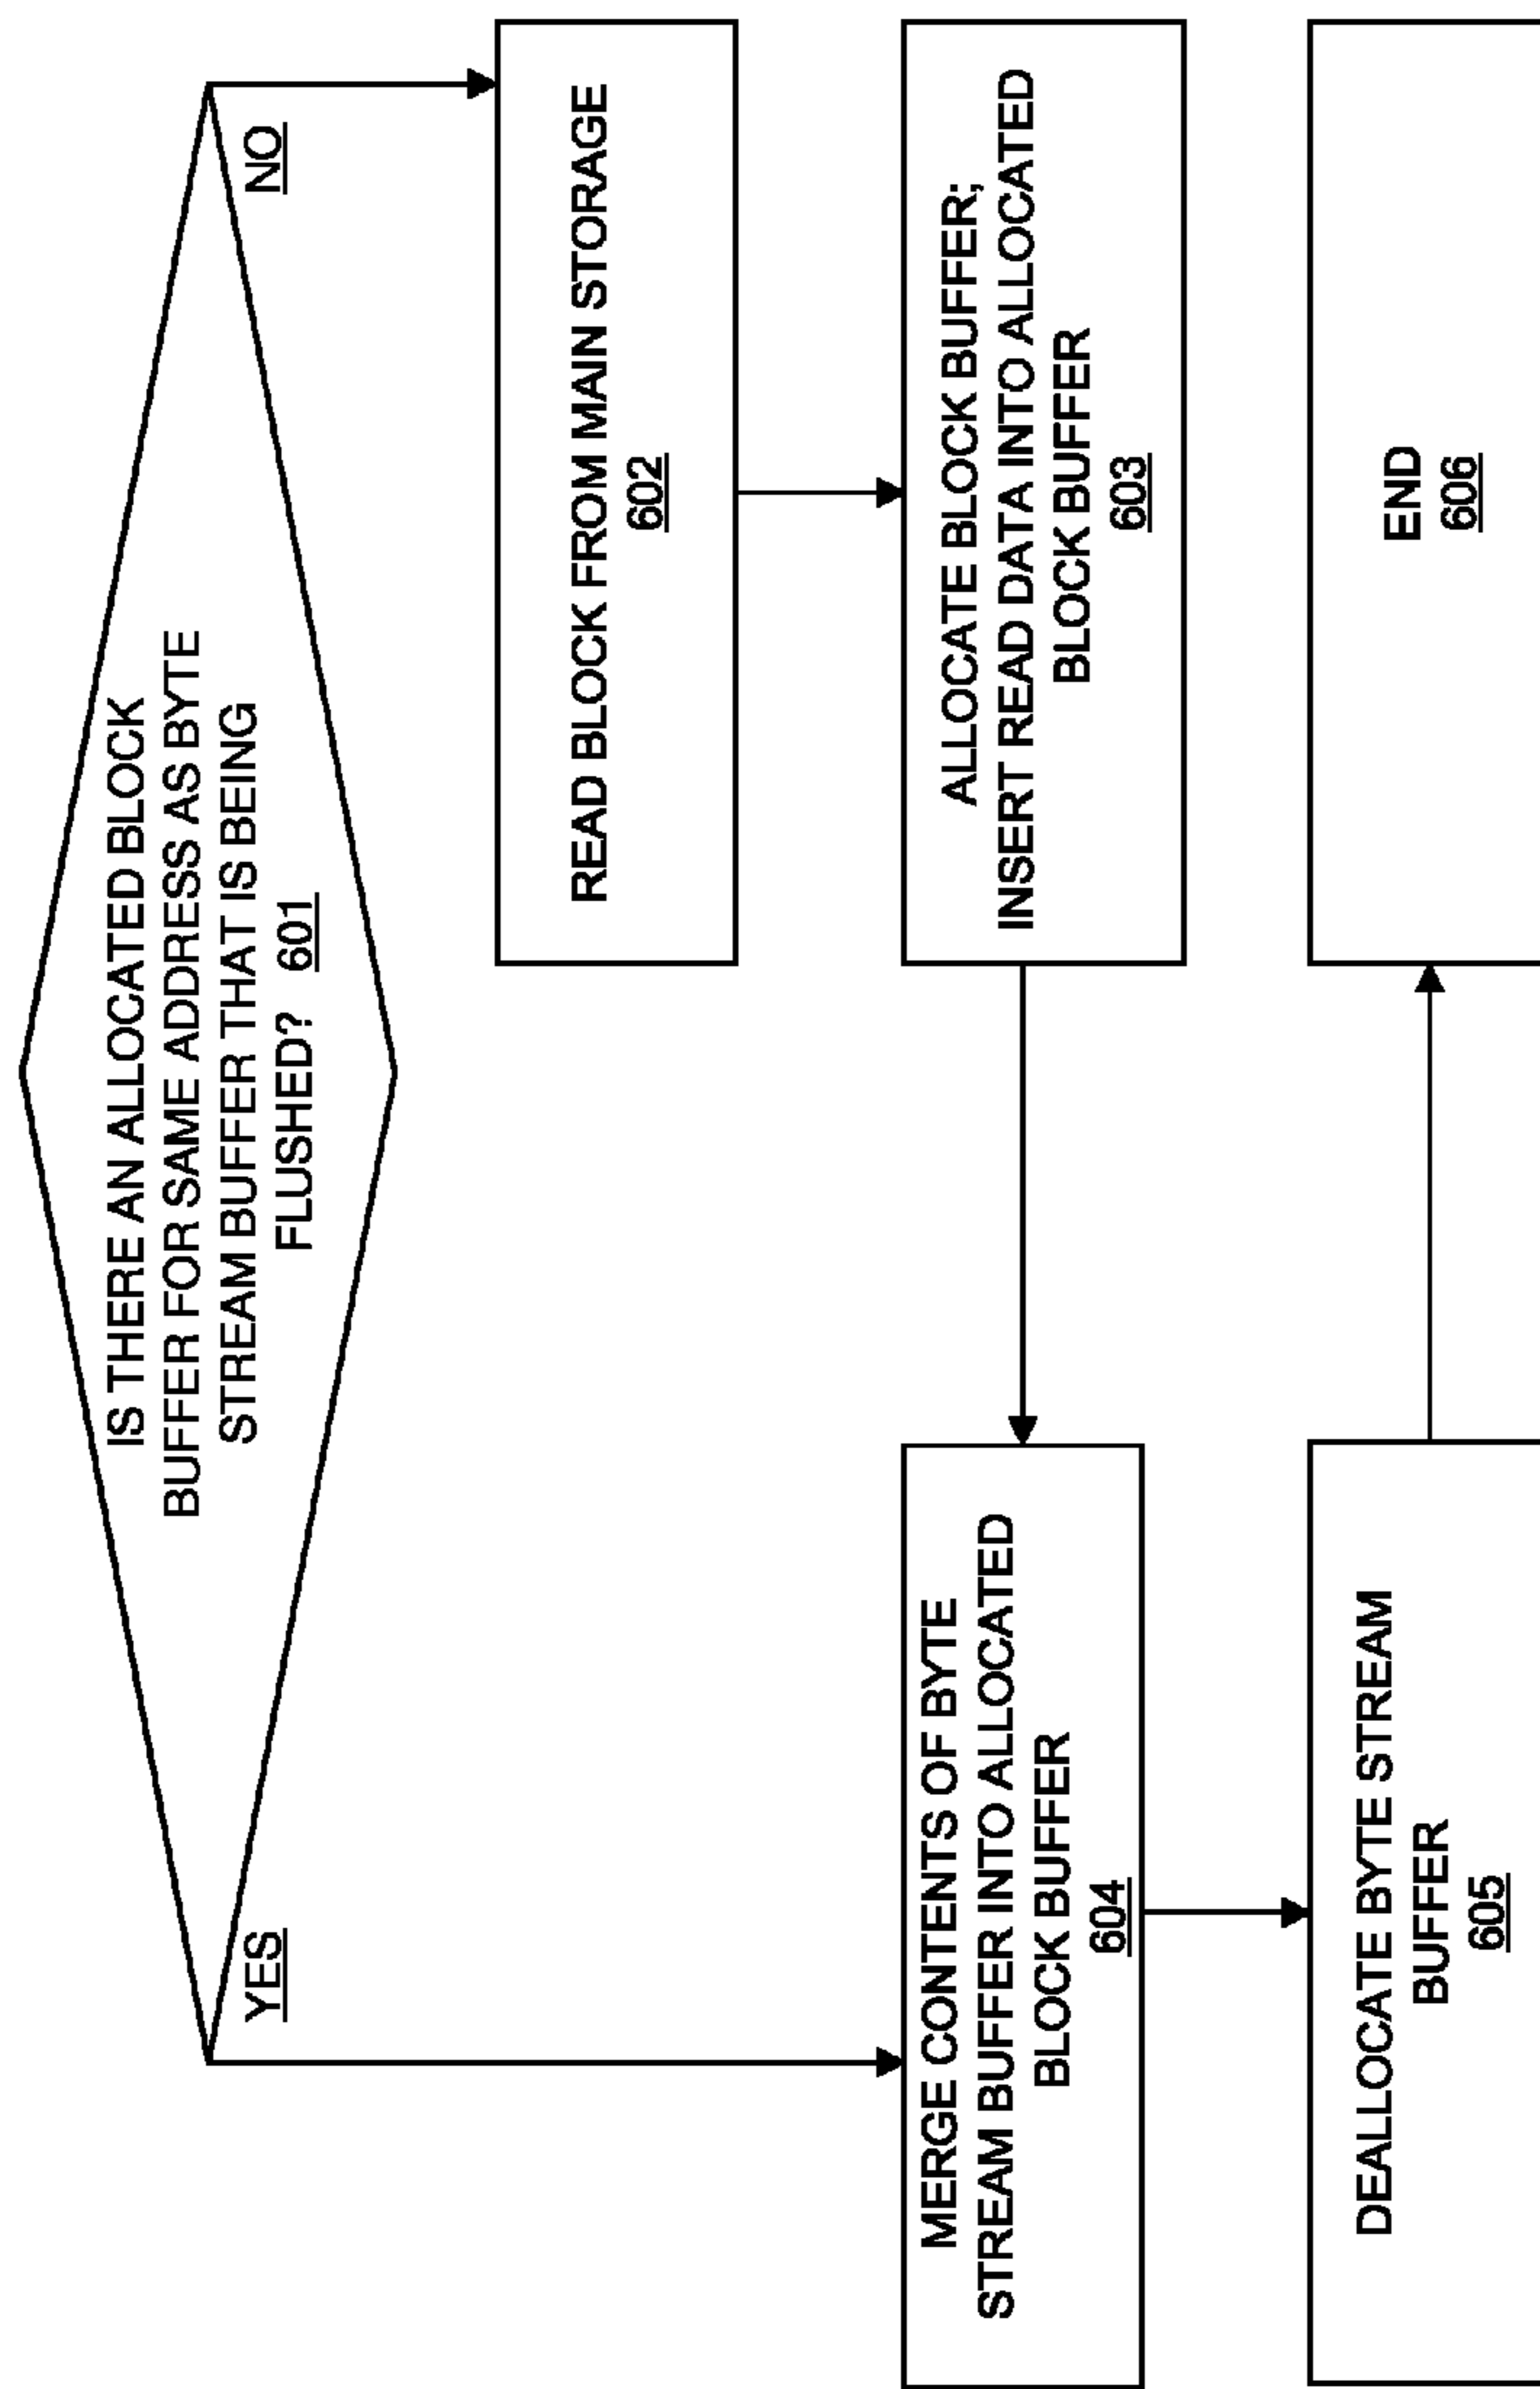 IS THERE AN ALLOCATED BLOCK
BUFFER FOR SAME ADDRESS AS BYTE
STREAM BUFFER THAT IS BEING
FLUSHED? 601
YES
NO
READ BLOCK FROM MAIN STORAGE
602
ALLOCATE BLOCK BUFFER;
INSERT READ DATA INTO ALLOCATED
BLOCK BUFFER
603
MERGE CONTENTS OF BYTE
STREAM BUFFER INTO ALLOCATED
BLOCK BUFFER
604
DEALLOCATE BYTE STREAM
BUFFER
605
END
606